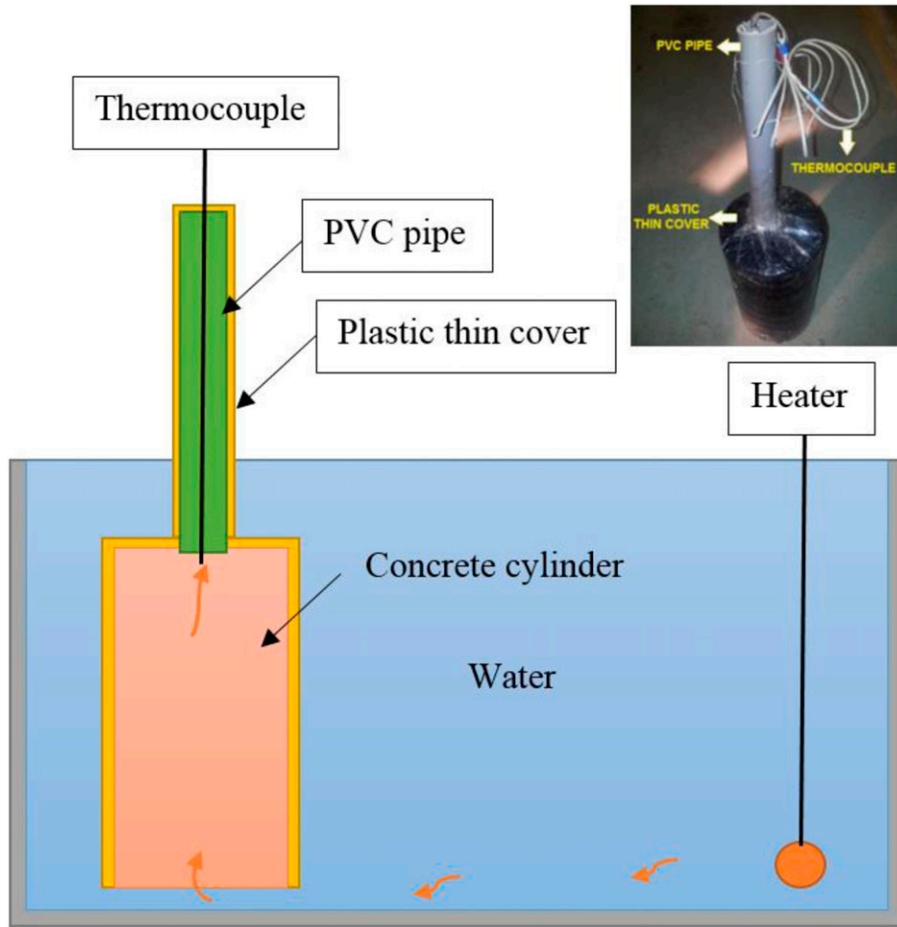 Thermocouple
PVC pipe
Plastic thin cover
Heater
Concrete cylinder
Water
PVC PIPE
THERMOCOUPLE
PLASTIC
THIN COVER